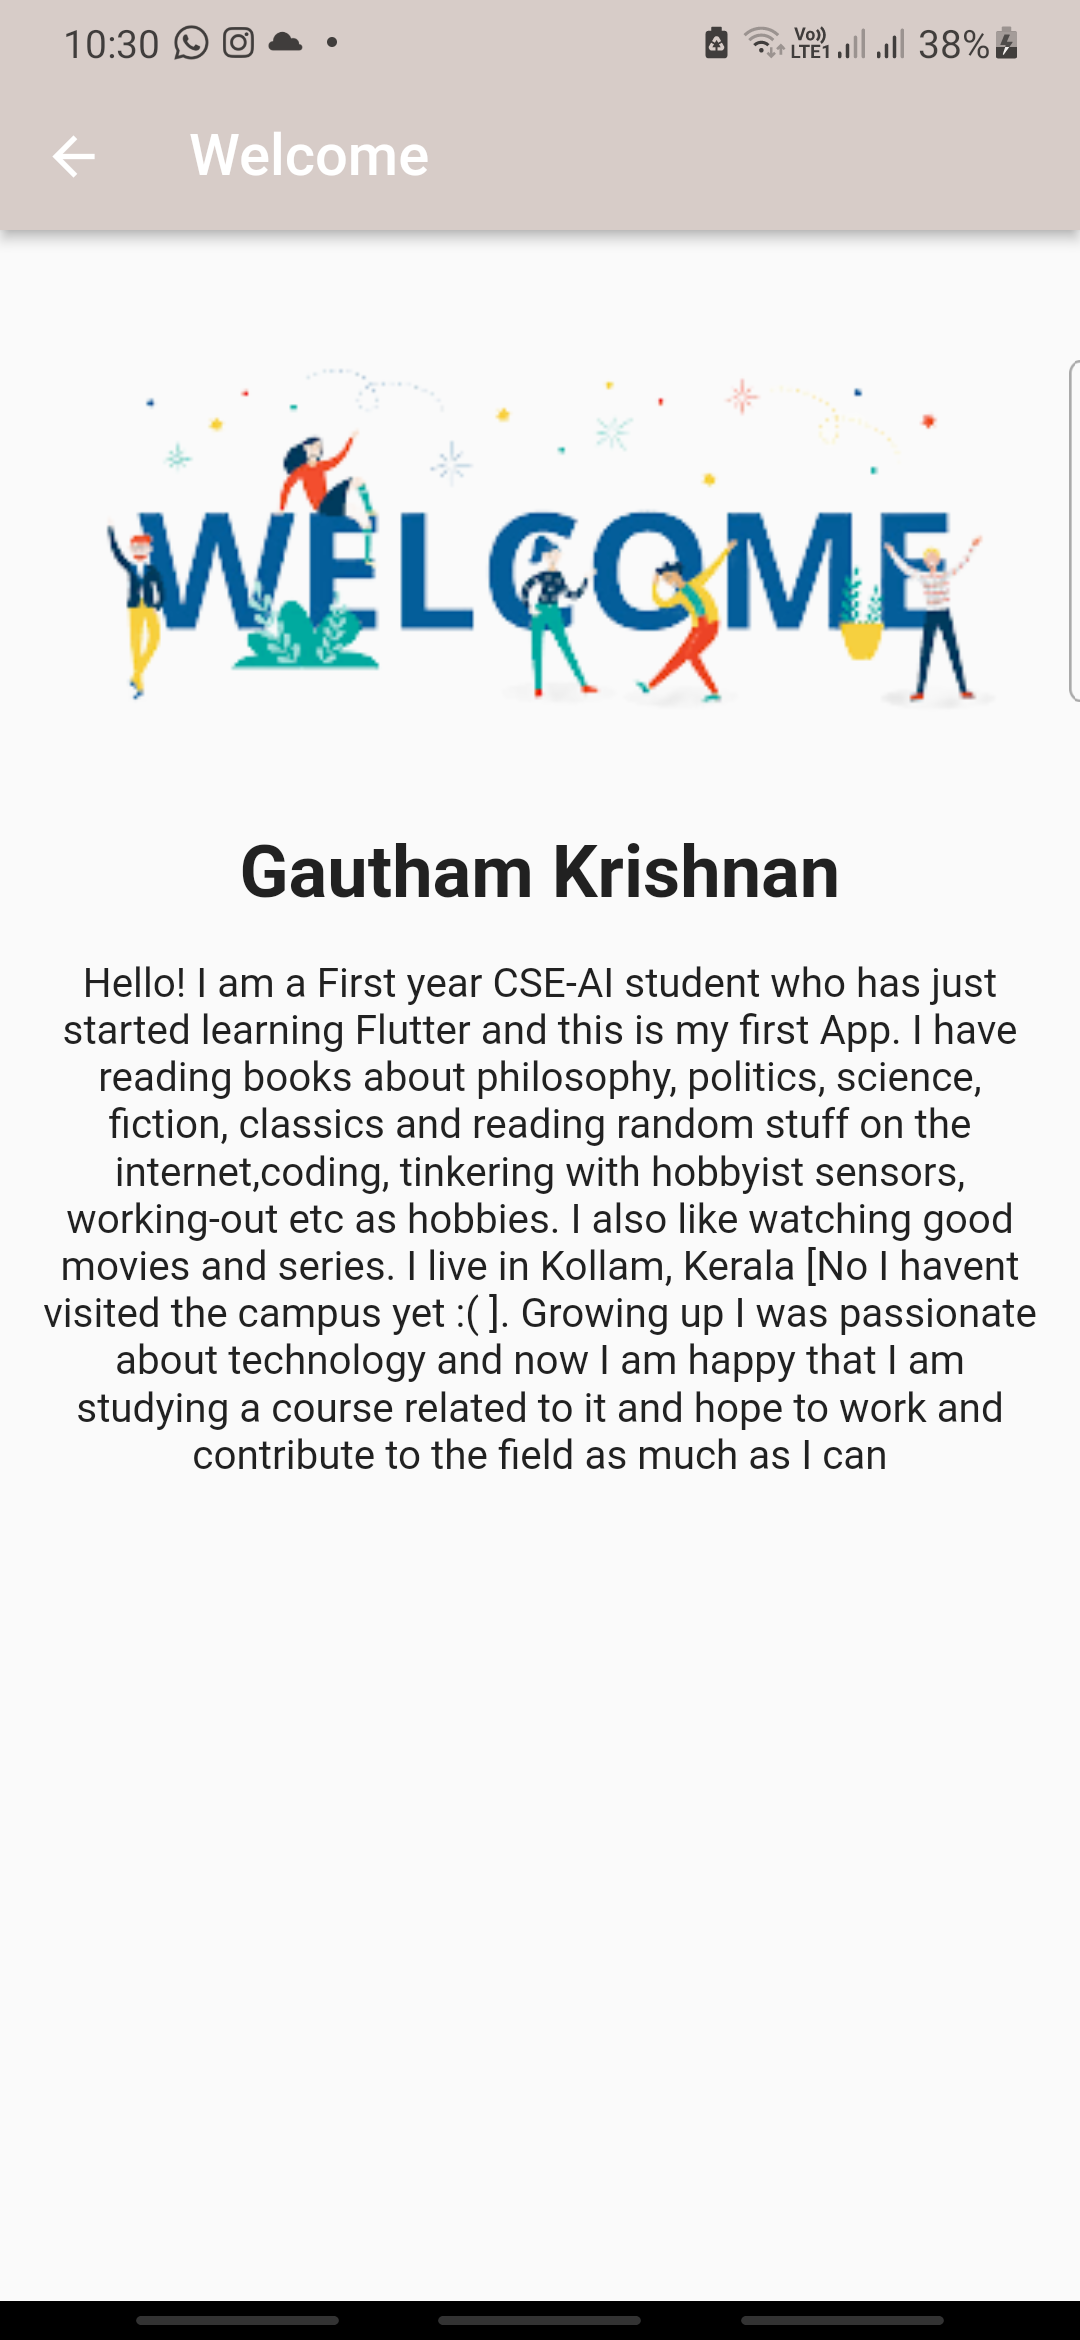 10:30 Vo)) LTE1 38%
Welcome
WELCOME
Gautham Krishnan
Hello! I am a First year CSE-AI student who has just
started learning Flutter and this is my first App. I have
reading books about philosophy, politics, science,
fiction, classics and reading random stuff on the
internet,coding, tinkering with hobbyist sensors,
working-out etc as hobbies. I also like watching good
movies and series. I live in Kollam, Kerala [No I havent
visited the campus yet :( ]. Growing up I was passionate
about technology and now I am happy that I am
studying a course related to it and hope to work and
contribute to the field as much as I can